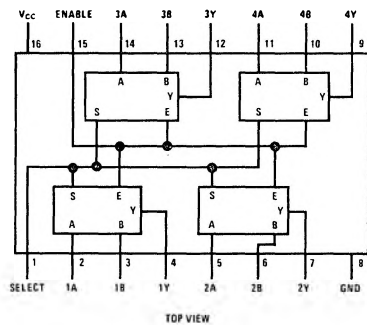 VCC ENABLE 3A 3B 3Y 4A 4B 4Y
16 15 14 13 12 11 10 9
A B A B
Y Y
S E S E
S E S E
Y Y
A B A B
1 2 3 4 5 6 7 8
SELECT 1A 1B 1Y 2A 2B 2Y GND
TOP VIEW